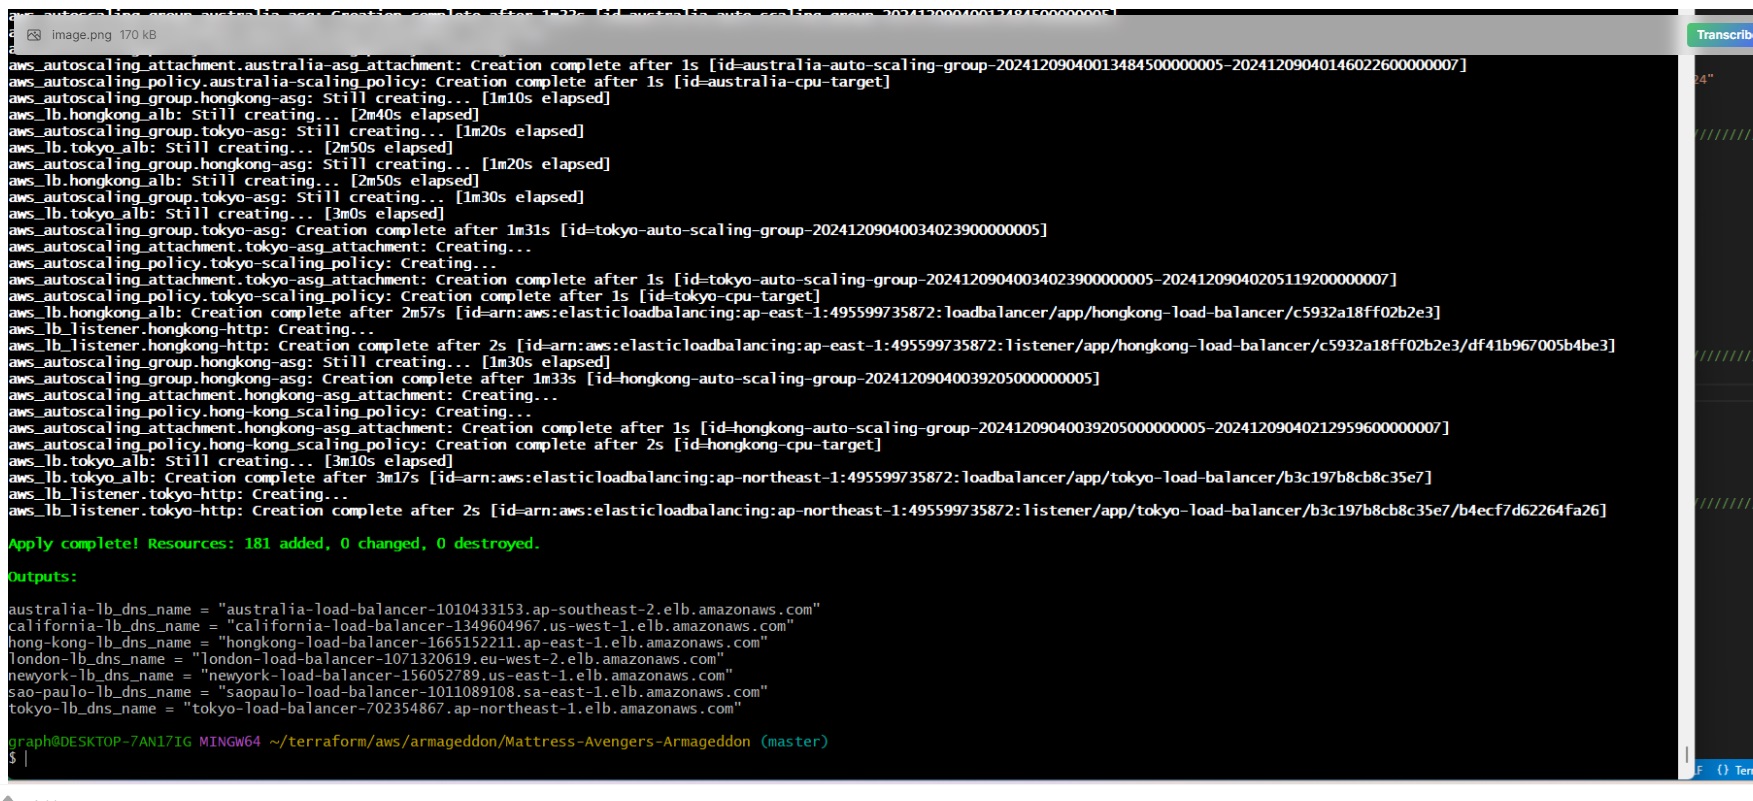 aws_autoscaling_group.australia-asg: Creation complete after 1m33s [id=australia-auto-scaling-group-20241209040013484500000005]
image.png 170 kB
Transcribe
aws_autoscaling_attachment.australia-asg_attachment: Creation complete after 1s [id=australia-auto-scaling-group-20241209040013484500000005-20241209040146022600000007]
aws_autoscaling_policy.australia-scaling_policy: Creation complete after 1s [id=australia-cpu-target]
24"
aws_autoscaling_group.hongkong-asg: Still creating... [1m10s elapsed]
aws_lb.hongkong_alb: Still creating... [2m40s elapsed]
aws_autoscaling_group.tokyo-asg: Still creating... [1m20s elapsed]
////////
aws_lb.tokyo_alb: Still creating... [2m50s elapsed]
aws_autoscaling_group.hongkong-asg: Still creating... [1m20s elapsed]
aws_lb.hongkong_alb: Still creating... [2m50s elapsed]
aws_autoscaling_group.tokyo-asg: Still creating... [1m30s elapsed]
aws_lb.tokyo_alb: Still creating... [3m0s elapsed]
aws_autoscaling_group.tokyo-asg: Creation complete after 1m31s [id=tokyo-auto-scaling-group-20241209040034023900000005]
aws_autoscaling_attachment.tokyo-asg_attachment: Creating...
aws_autoscaling_policy.tokyo-scaling_policy: Creating...
aws_autoscaling_attachment.tokyo-asg_attachment: Creation complete after 1s [id=tokyo-auto-scaling-group-20241209040034023900000005-20241209040205119200000007]
aws_autoscaling_policy.tokyo-scaling_policy: Creation complete after 1s [id=tokyo-cpu-target]
aws_lb.hongkong_alb: Creation complete after 2m57s [id=arn:aws:elasticloadbalancing:ap-east-1:495599735872:loadbalancer/app/hongkong-load-balancer/c5932a18ff02b2e3]
aws_lb_listener.hongkong-http: Creating...
aws_lb_listener.hongkong-http: Creation complete after 2s [id=arn:aws:elasticloadbalancing:ap-east-1:495599735872:listener/app/hongkong-load-balancer/c5932a18ff02b2e3/df41b967005b4be3]
////////
aws_autoscaling_group.hongkong-asg: Still creating... [1m30s elapsed]
aws_autoscaling_group.hongkong-asg: Creation complete after 1m33s [id=hongkong-auto-scaling-group-20241209040039205000000005]
aws_autoscaling_attachment.hongkong-asg_attachment: Creating...
aws_autoscaling_policy.hong-kong_scaling_policy: Creating...
aws_autoscaling_attachment.hongkong-asg_attachment: Creation complete after 1s [id=hongkong-auto-scaling-group-20241209040039205000000005-20241209040212959600000007]
aws_autoscaling_policy.hong-kong_scaling_policy: Creation complete after 2s [id=hongkong-cpu-target]
aws_lb.tokyo_alb: Still creating... [3m10s elapsed]
aws_lb.tokyo_alb: Creation complete after 3m17s [id=arn:aws:elasticloadbalancing:ap-northeast-1:495599735872:loadbalancer/app/tokyo-load-balancer/b3c197b8cb8c35e7]
aws_lb_listener.tokyo-http: Creating...
aws_lb_listener.tokyo-http: Creation complete after 2s [id=arn:aws:elasticloadbalancing:ap-northeast-1:495599735872:listener/app/tokyo-load-balancer/b3c197b8cb8c35e7/b4ecf7d62264fa26]
////////
Apply complete! Resources: 181 added, 0 changed, 0 destroyed.
Outputs:
australia-lb_dns_name = "australia-load-balancer-1010433153.ap-southeast-2.elb.amazonaws.com"
california-lb_dns_name = "california-load-balancer-1349604967.us-west-1.elb.amazonaws.com"
hong-kong-lb_dns_name = "hongkong-load-balancer-1665152211.ap-east-1.elb.amazonaws.com"
london-lb_dns_name = "london-load-balancer-1071320619.eu-west-2.elb.amazonaws.com"
newyork-lb_dns_name = "newyork-load-balancer-156052789.us-east-1.elb.amazonaws.com"
sao-paulo-lb_dns_name = "saopaulo-load-balancer-1011089108.sa-east-1.elb.amazonaws.com"
tokyo-lb_dns_name = "tokyo-load-balancer-702354867.ap-northeast-1.elb.amazonaws.com"
graph@DESKTOP-7AN17IG MINGW64 ~/terraform/aws/armageddon/Mattress-Avengers-Armageddon (master)
$
F {} Ter